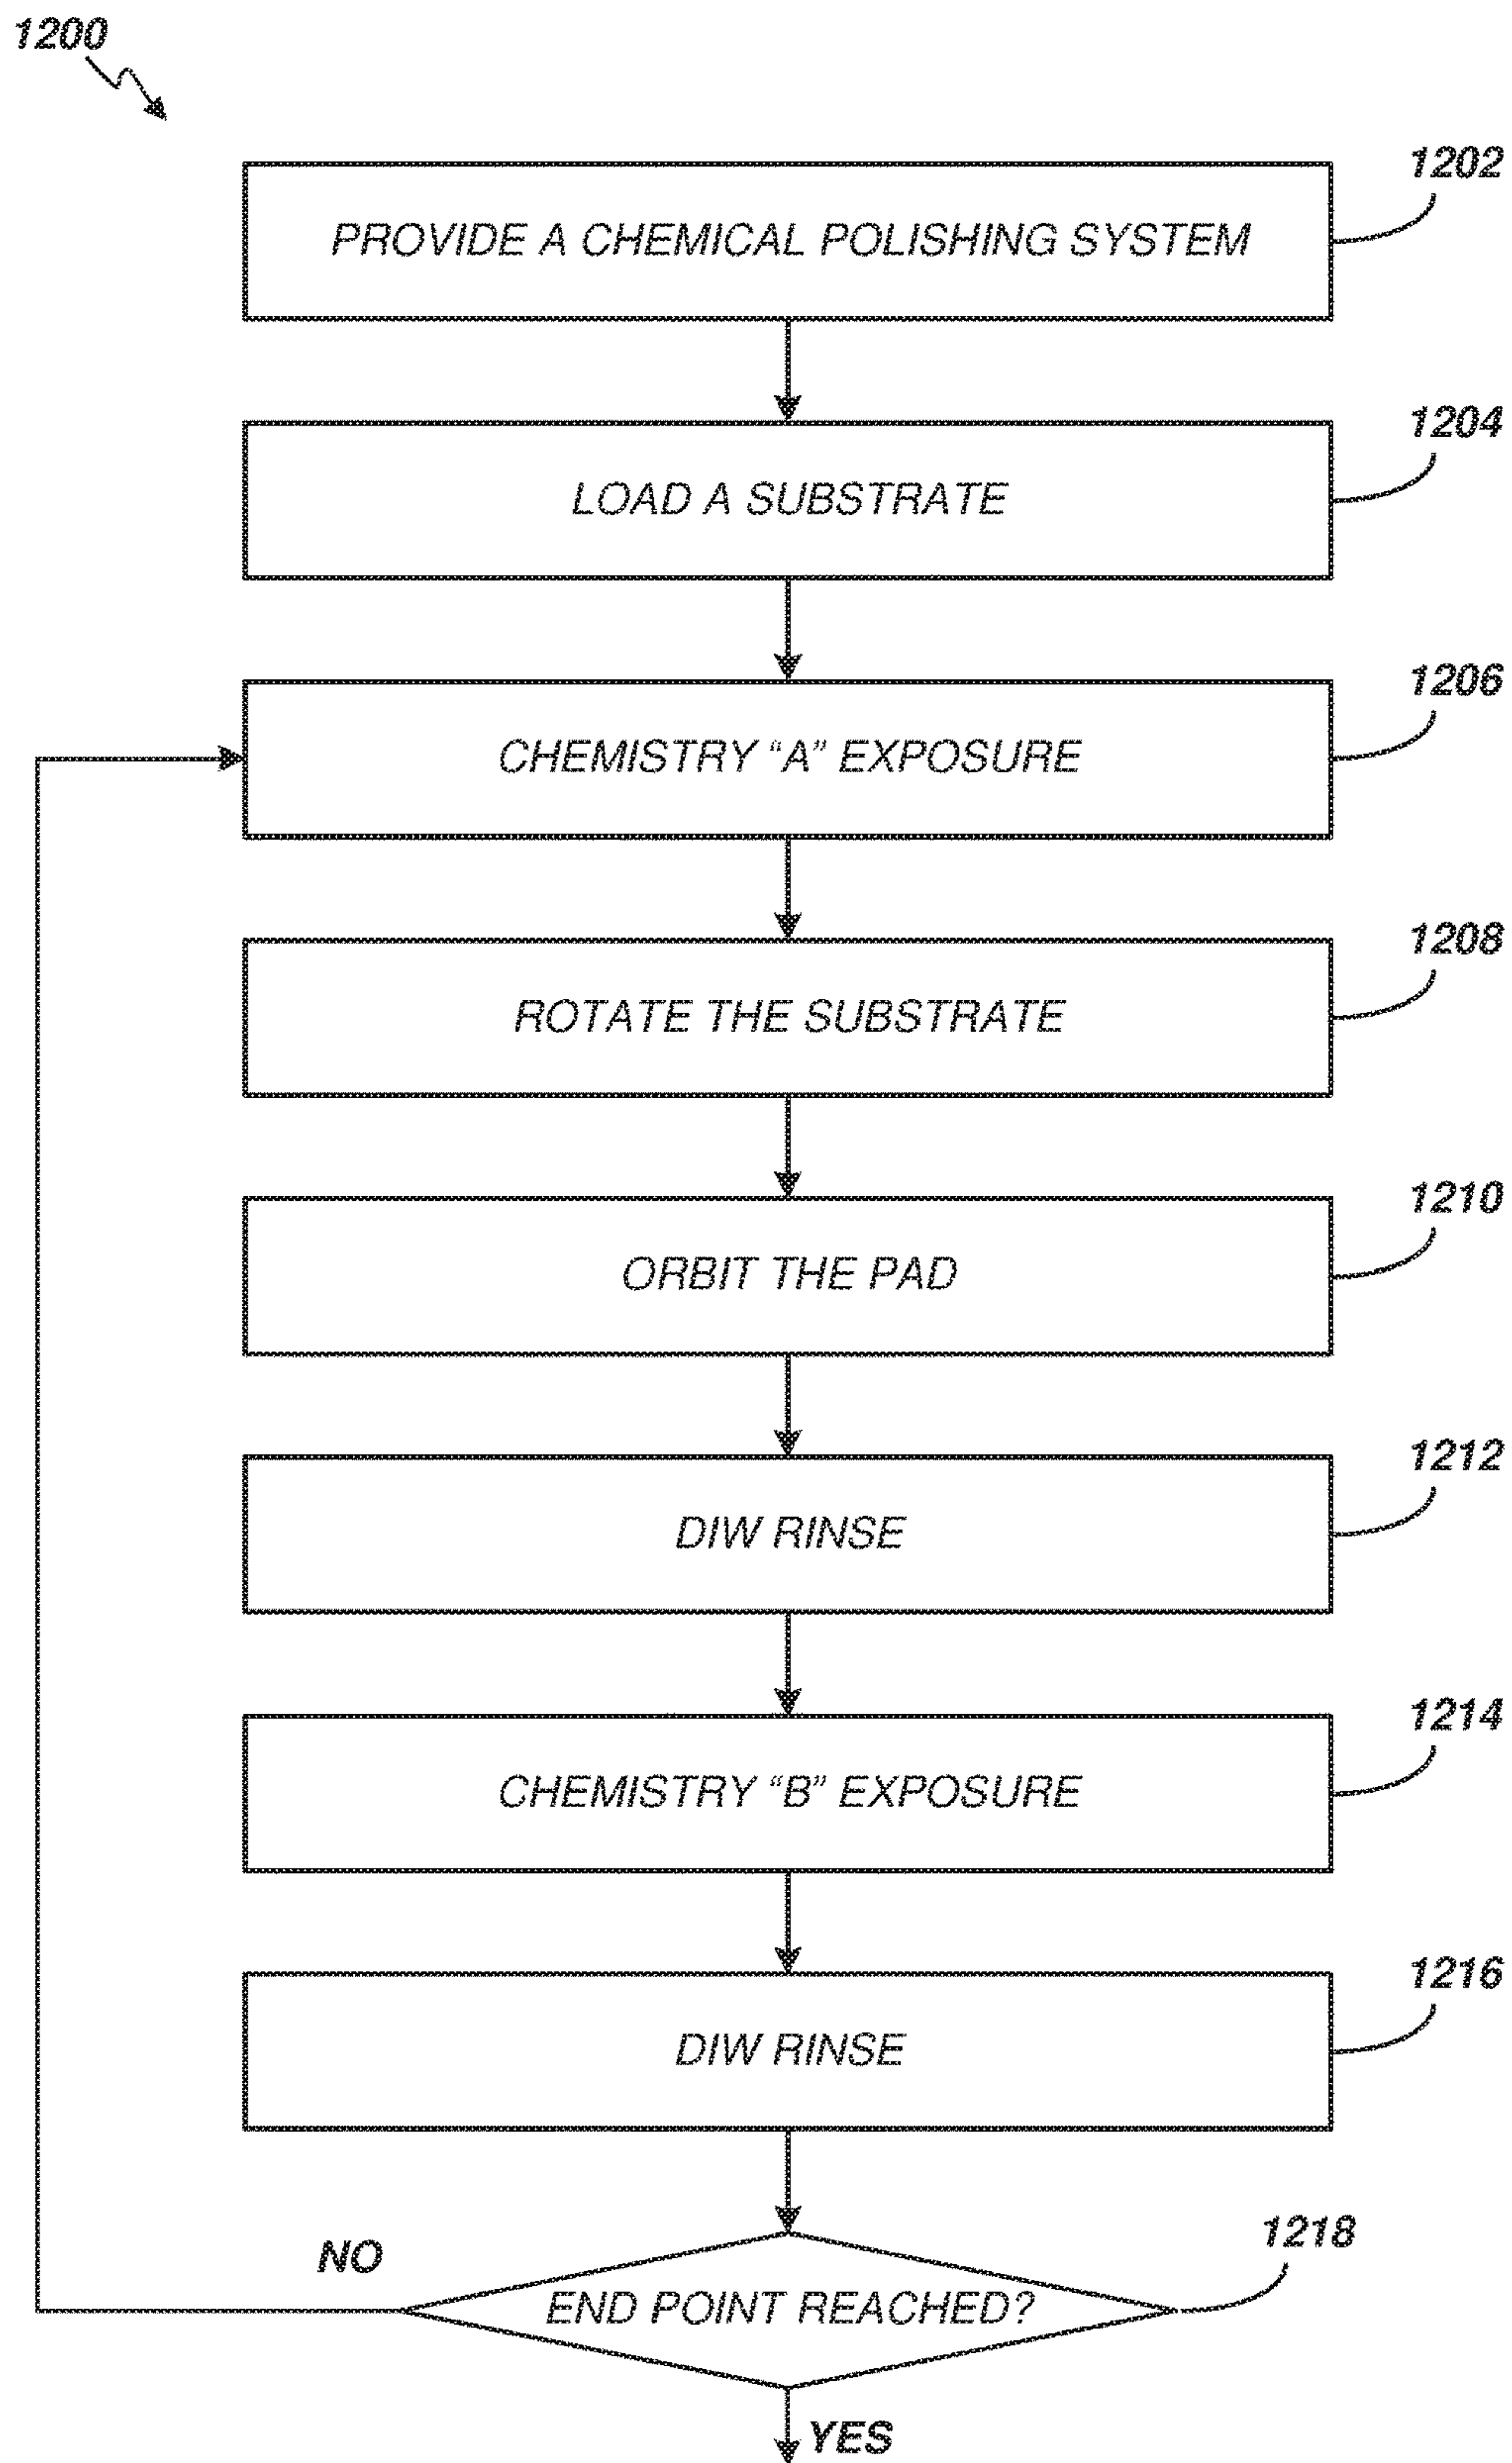 1200
1202
PROVIDE A CHEMICAL POLISHING SYSTEM
1204
LOAD A SUBSTRATE
1206
CHEMISTRY “A” EXPOSURE
1208
ROTATE THE SUBSTRATE
1210
ORBIT THE PAD
1212
DIW RINSE
1214
CHEMISTRY “B” EXPOSURE
1216
DIW RINSE
1218
NO
END POINT REACHED?
YES